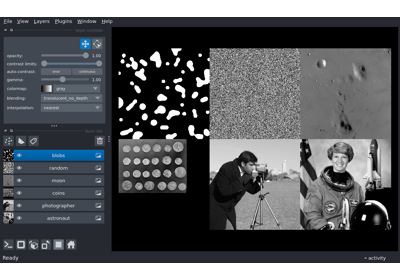 File View Layers Plugins Window Help
opacity: 1.00
contrast limits:
auto-contrast: once continuous
gamma: 1.00
colormap: gray
blending: translucent_no_depth
interpolation: nearest
blobs
random
moon
coins
photographer
astronaut
Ready
activity